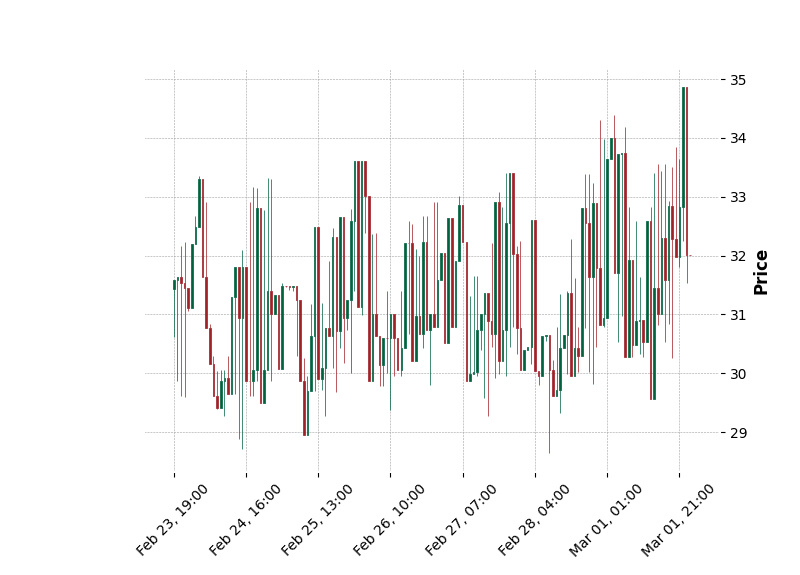 35
34
33
32
31
30
29
Price
Feb 23, 19:00
Feb 24, 16:00
Feb 25, 13:00
Feb 26, 10:00
Feb 27, 07:00
Feb 28, 04:00
Mar 01, 01:00
Mar 01, 21:00